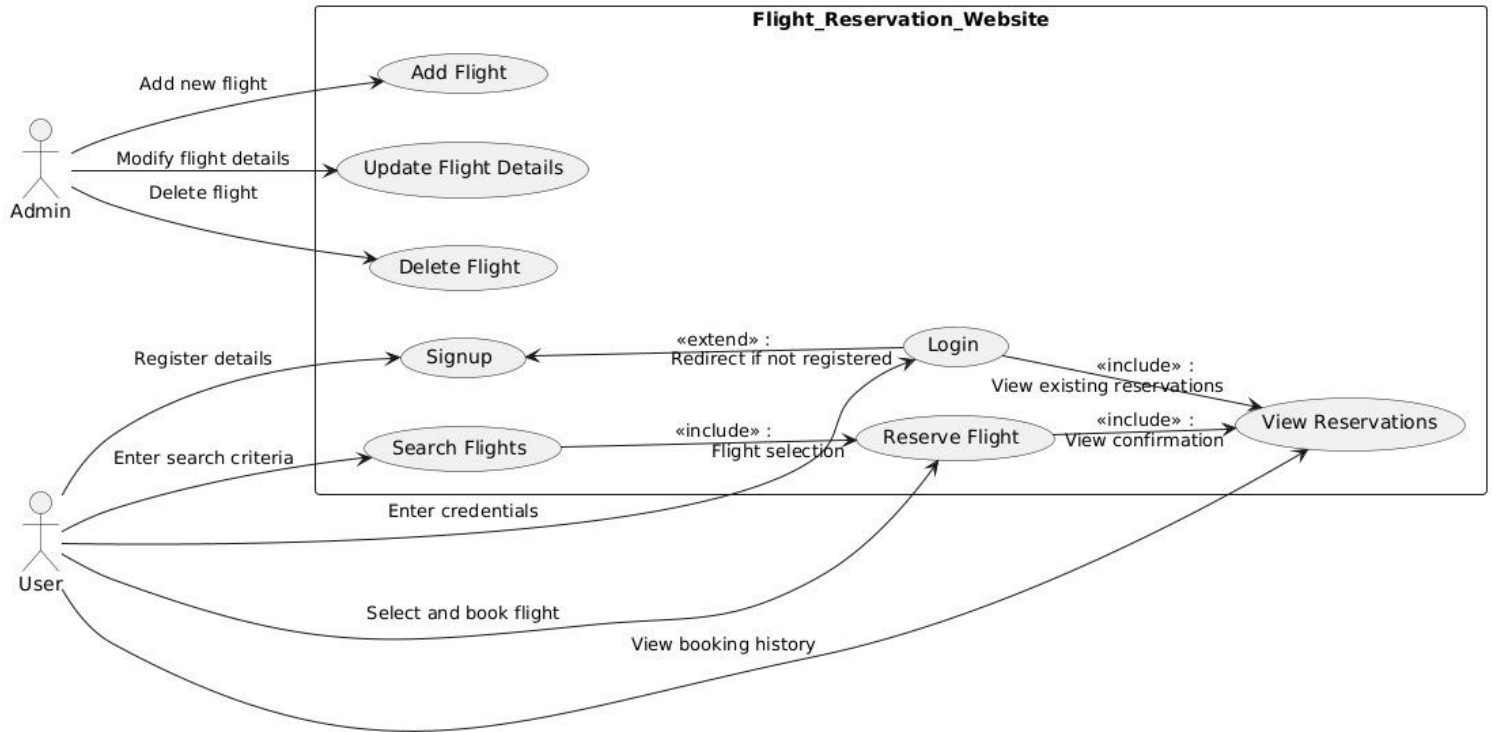 Flight_Reservation_Website
Add Flight
Add new flight
Modify flight details
Update Flight Details
Delete flight
Admin
Delete Flight
«extend» :
Redirect if not registered
Login
Register details
Signup
«include» :
View existing reservations
Enter search criteria
Search Flights
«include» :
Flight selection
Reserve Flight
«include» :
View confirmation
View Reservations
Enter credentials
User
Select and book flight
View booking history